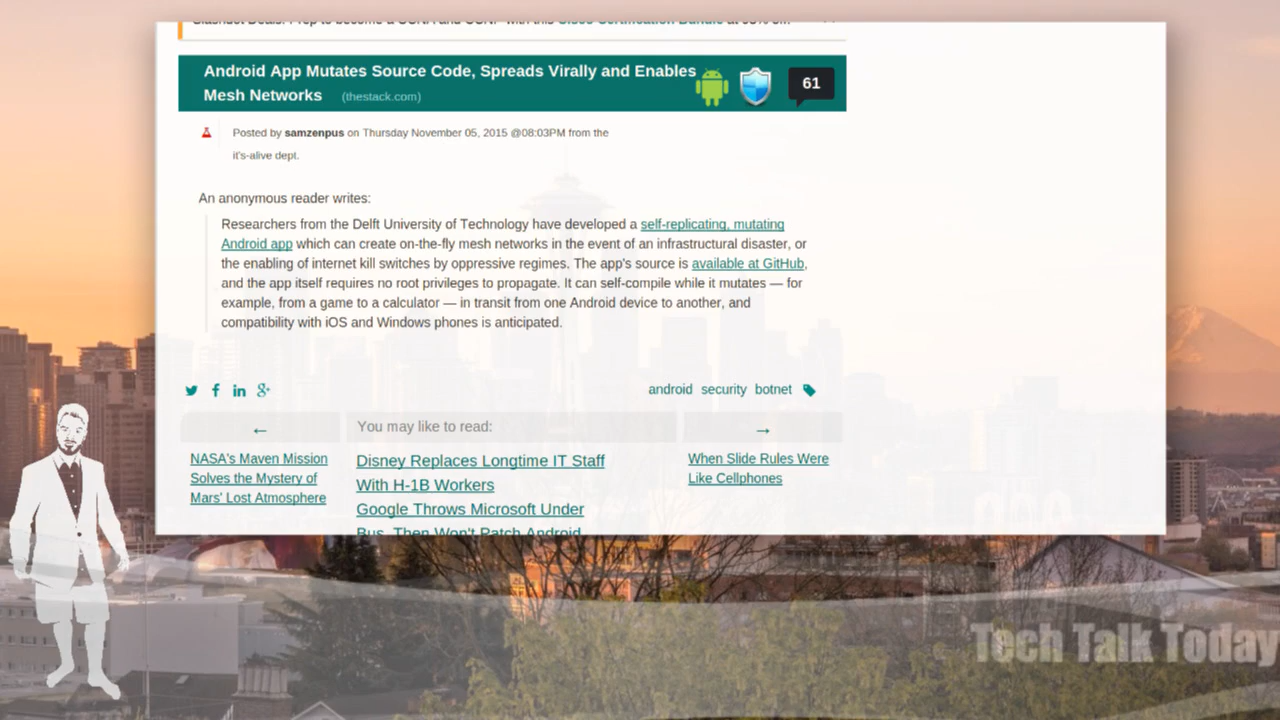 Android App Mutates Source Code, Spreads Virally and Enables
Mesh Networks (thestack.com)
61
Posted by samzenpus on Thursday November 05, 2015 @08:03PM from the
it's-alive dept.
An anonymous reader writes:
Researchers from the Delft University of Technology have developed a self-replicating, mutating
Android app which can create on-the-fly mesh networks in the event of an infrastructural disaster, or
the enabling of internet kill switches by oppressive regimes. The app's source is available at GitHub,
and the app itself requires no root privileges to propagate. It can self-compile while it mutates — for
example, from a game to a calculator — in transit from one Android device to another, and
compatibility with iOS and Windows phones is anticipated.
android security botnet
←
NASA's Maven Mission
Solves the Mystery of
Mars' Lost Atmosphere
You may like to read:
Disney Replaces Longtime IT Staff
With H-1B Workers
Google Throws Microsoft Under
Bus, Then Won't Patch Android
→
When Slide Rules Were
Like Cellphones
Tech Talk Today